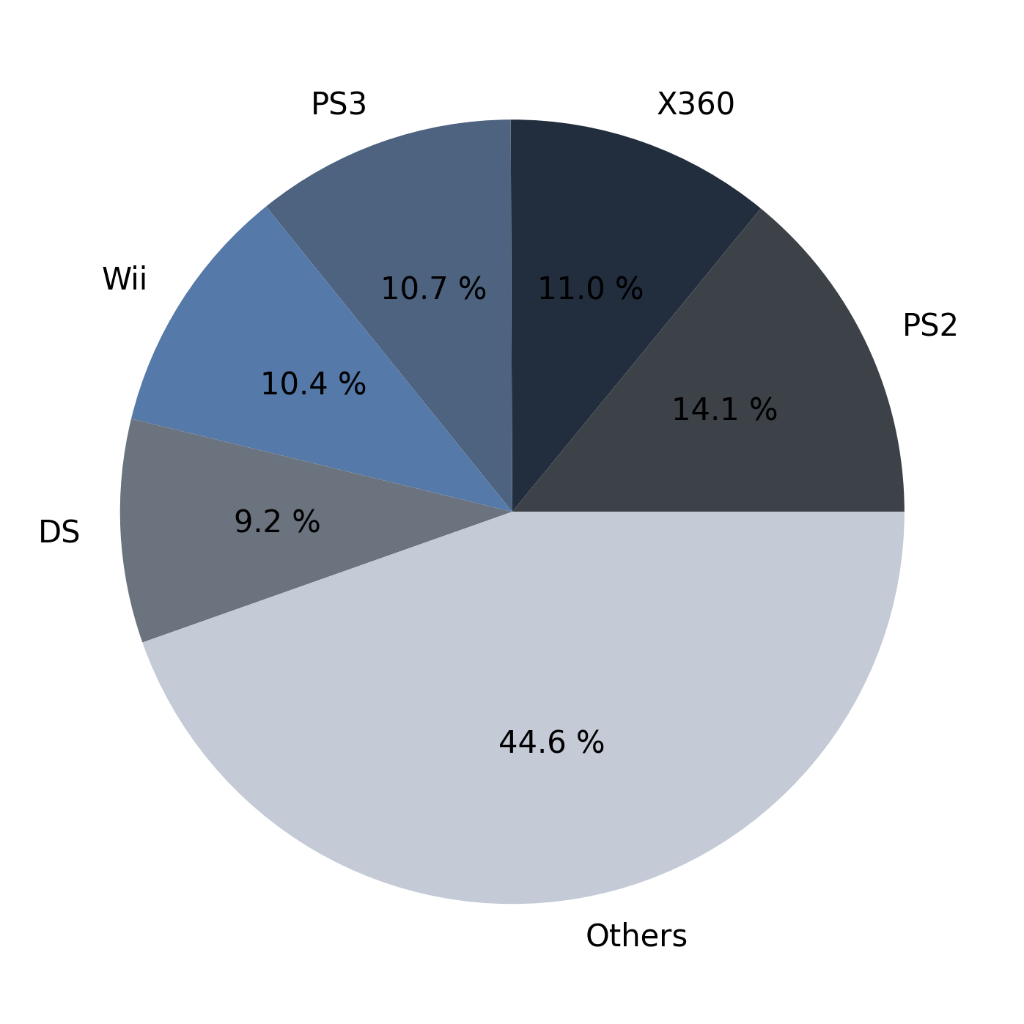 PS3
X360
Wii
PS2
10.7 %
11.0 %
10.4 %
14.1 %
DS
9.2 %
44.6 %
Others